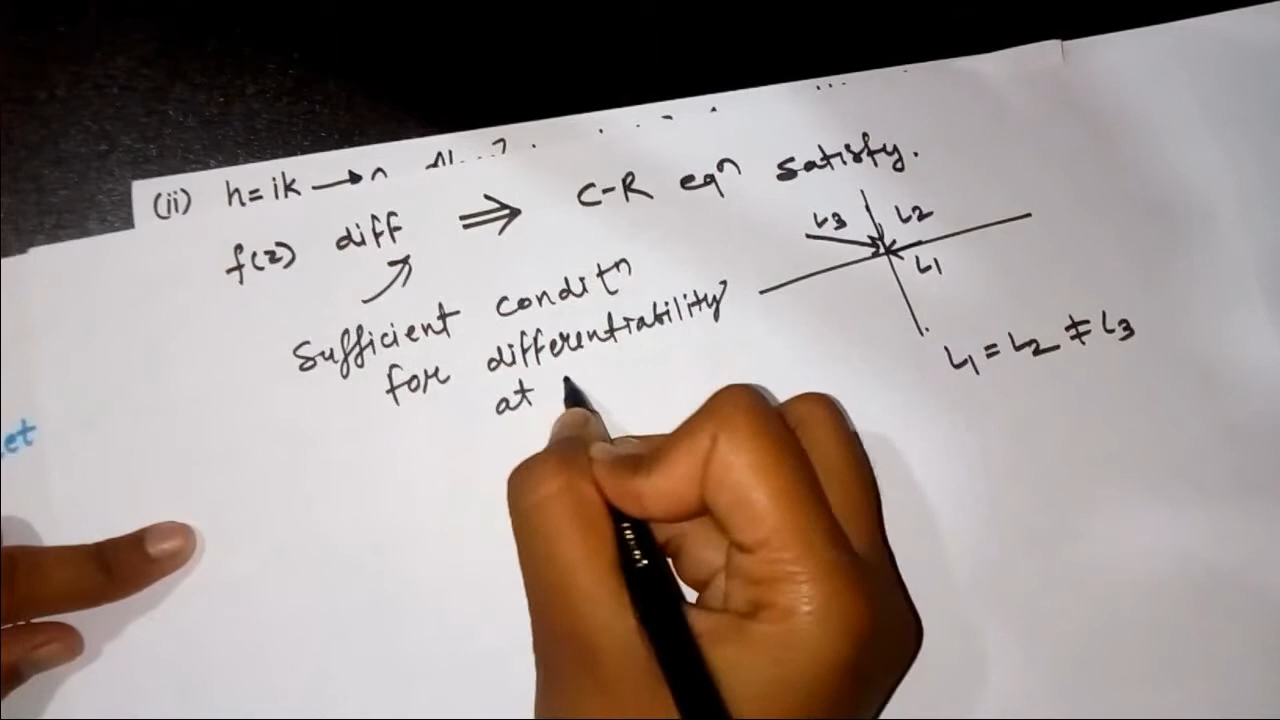 (ii) h=ik →
f(z) diff ⇒ C-R eqn satisfy.
L3 L2
L1
Sufficient conditn
for differentiability
at
L1 = L2 ≠ L3
et